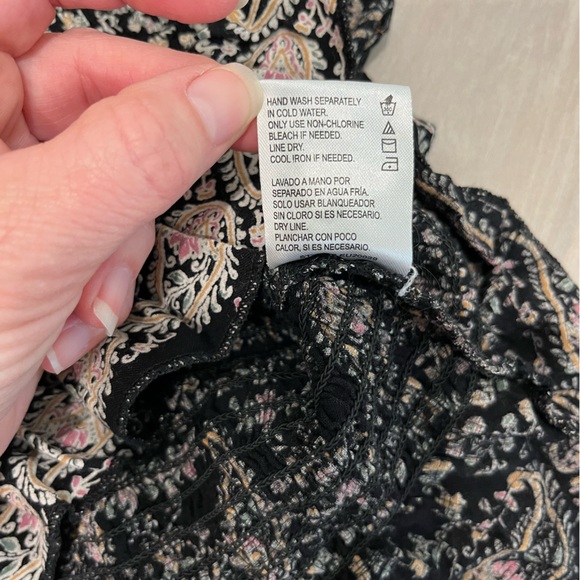 HAND WASH SEPARATELY
IN COLD WATER.
ONLY USE NON-CHLORINE
BLEACH IF NEEDED.
LINE DRY.
COOL IRON IF NEEDED.
LAVADO A MANO POR
SEPARADO EN AGUA FRÍA.
SOLO USAR BLANQUEADOR
SIN CLORO SI ES NECESARIO.
DRY LINE.
PLANCHAR CON POCO
CALOR, SI ES NECESARIO.